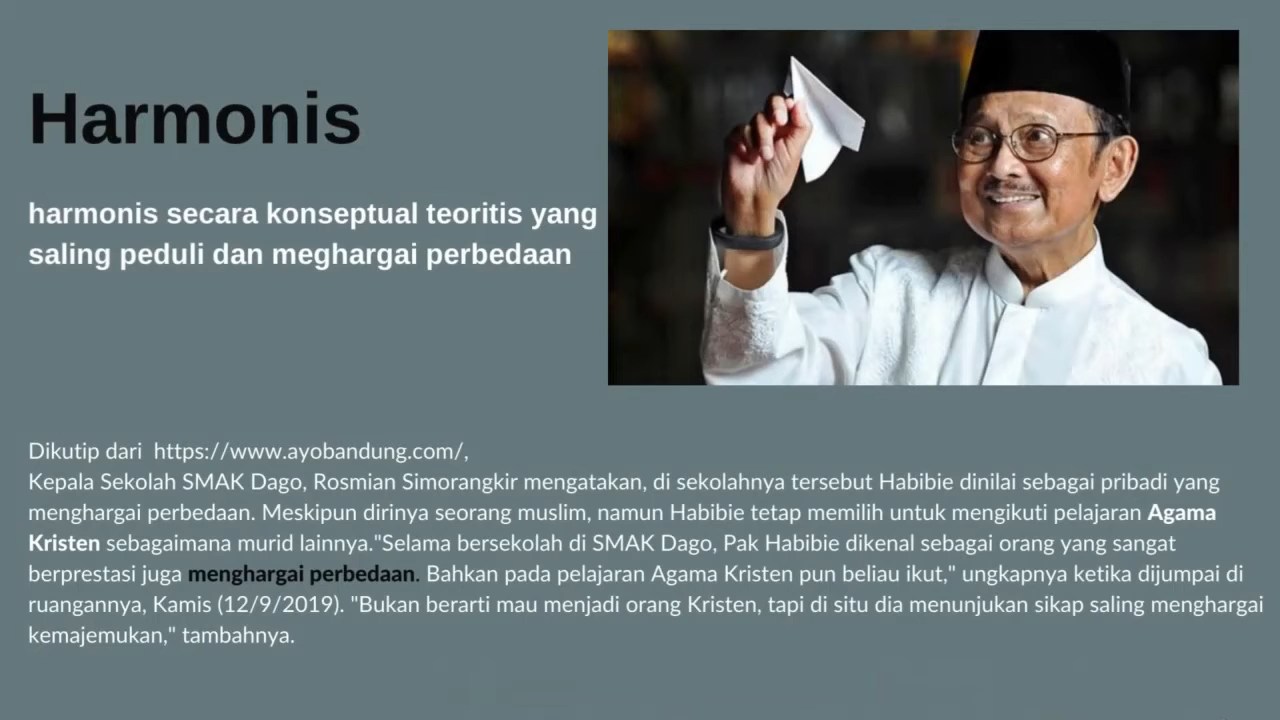 Harmonis
harmonis secara konseptual teoritis yang
saling peduli dan meghargai perbedaan
Dikutip dari  https://www.ayobandung.com/,
Kepala Sekolah SMAK Dago, Rosmian Simorangkir mengatakan, di sekolahnya tersebut Habibie dinilai sebagai pribadi yang
menghargai perbedaan. Meskipun dirinya seorang muslim, namun Habibie tetap memilih untuk mengikuti pelajaran Agama
Kristen sebagaimana murid lainnya."Selama bersekolah di SMAK Dago, Pak Habibie dikenal sebagai orang yang sangat
berprestasi juga menghargai perbedaan. Bahkan pada pelajaran Agama Kristen pun beliau ikut," ungkapnya ketika dijumpai di
ruangannya, Kamis (12/9/2019). "Bukan berarti mau menjadi orang Kristen, tapi di situ dia menunjukan sikap saling menghargai
kemajemukan," tambahnya.